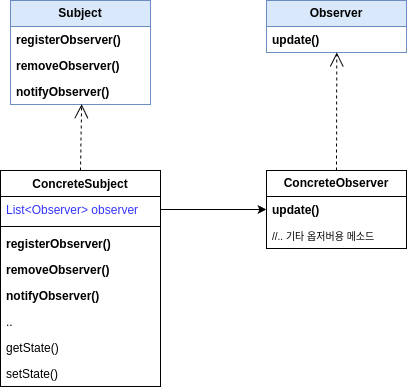 Subject
registerObserver()
removeObserver()
notifyObserver()
Observer
update()
ConcreteSubject
List<Observer> observer
registerObserver()
removeObserver()
notifyObserver()
..
getState()
setState()
ConcreteObserver
update()
//.. 기타 옵저버용 메소드